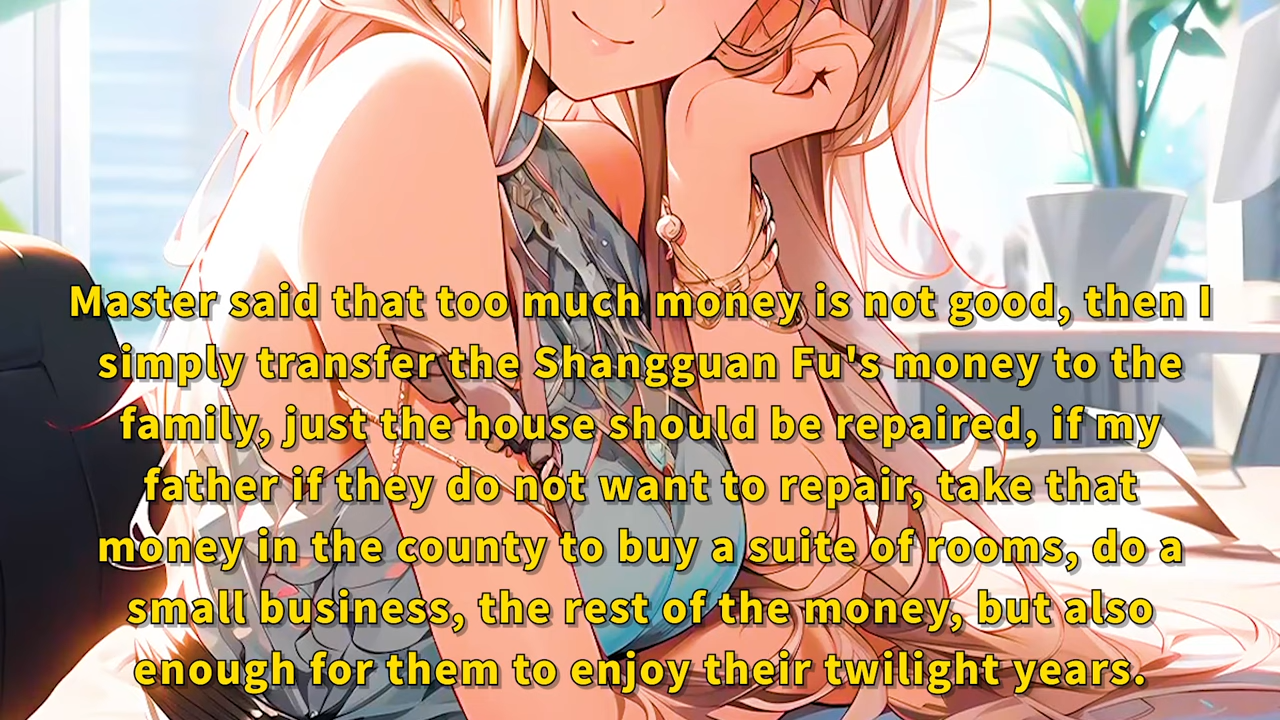 Master said that too much money is not good, then I
simply transfer the Shangguan Fu's money to the
family, just the house should be repaired, if my
father if they do not want to repair, take that
money in the county to buy a suite of rooms, do a
small business, the rest of the money, but also
enough for them to enjoy their twilight years.